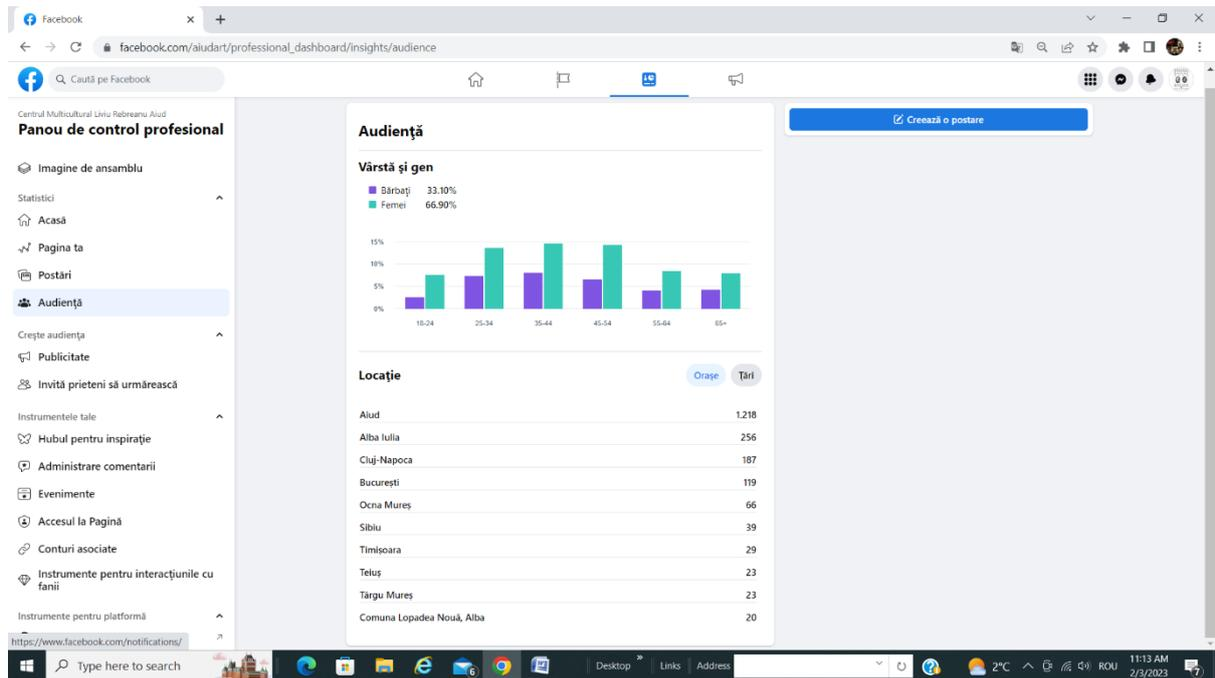 Facebook
facebook.com/aiudart/professional_dashboard/insights/audience
Caută pe Facebook
Centrul Multicultural Liviu Rebreanu Aiud
Panou de control profesional
Imagine de ansamblu
Statistici
Acasă
Pagina ta
Postări
Audiență
Crește audiența
Publicitate
Invită prieteni să urmărească
Instrumentele tale
Hubul pentru inspirație
Administrare comentarii
Evenimente
Accesul la Pagină
Conturi asociate
Instrumente pentru interacțiunile cu
fanii
Instrumente pentru platformă
https://www.facebook.com/notifications/
Audiență
Vârstă și gen
Bărbați 33.10%
Femei 66.90%
15%
10%
5%
0%
18-24 25-34 35-44 45-54 55-64 65+
Locație Orașe Țări
Aiud 1.218
Alba Iulia 256
Cluj-Napoca 187
București 119
Ocna Mureș 66
Sibiu 39
Timișoara 29
Teiuș 23
Târgu Mureș 23
Comuna Lopadea Nouă, Alba 20
Creează o postare
Type here to search
6
Desktop » Links Address
2°C ROU 11:13 AM
2/3/2023
7